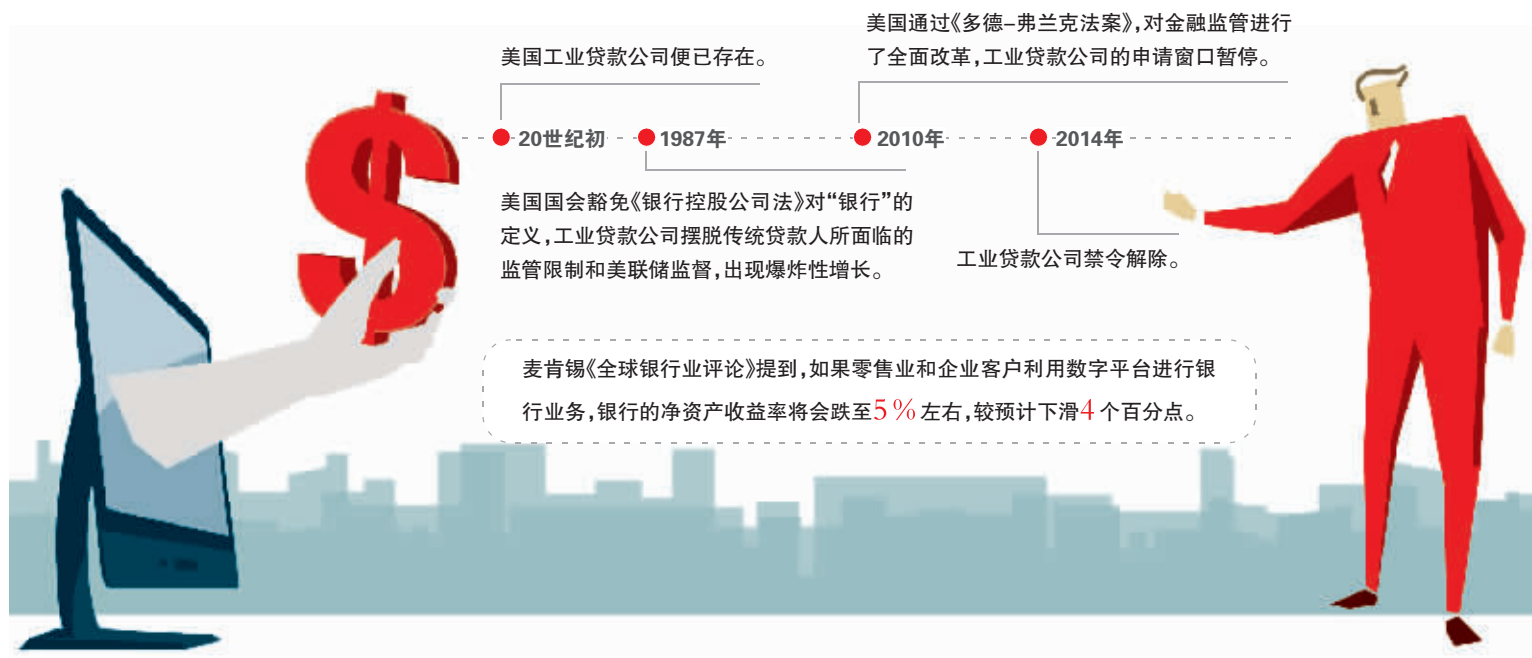 美国工业贷款公司便已存在。
美国通过《多德-弗兰克法案》,对金融监管进行
了全面改革,工业贷款公司的申请窗口暂停。
20世纪初
1987年
2010年
2014年
美国国会豁免《银行控股公司法》对“银行”的
定义,工业贷款公司摆脱传统贷款人所面临的
监管限制和美联储监督,出现爆炸性增长。
工业贷款公司禁令解除。
麦肯锡《全球银行业评论》提到,如果零售业和企业客户利用数字平台进行银
行业务,银行的净资产收益率将会跌至5%左右,较预计下滑4个百分点。